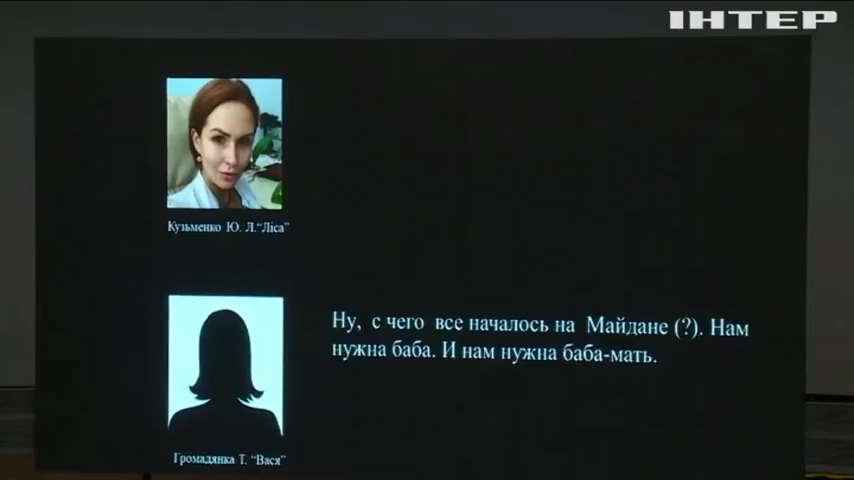 ІНТЕР
Кузьменко Ю. Л."Ліса"
Ну, с чего все началось на Майдане (?). Нам
нужна баба. И нам нужна баба-мать.
Громадянка Т. "Вася"